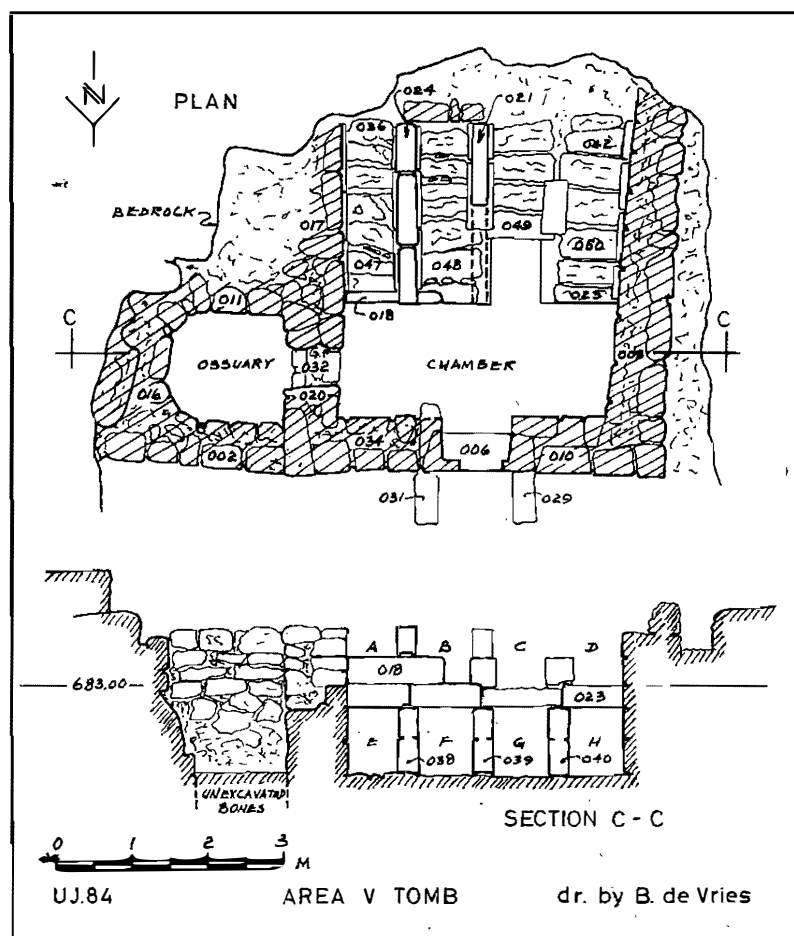 N
PLAN
024
021
036
042
BEDROCK
017
049
050
047
048
025
018
011
C
C
OSSUARY
032
CHAMBER
020
016
034
002
006
010
031
029
A B C D
018
683.00
023
E F G H
038
039
040
UNEXCAVATED
BONES
SECTION C - C
0 1 2 3
M
UJ.84
AREA V TOMB
dr. by B. de Vries